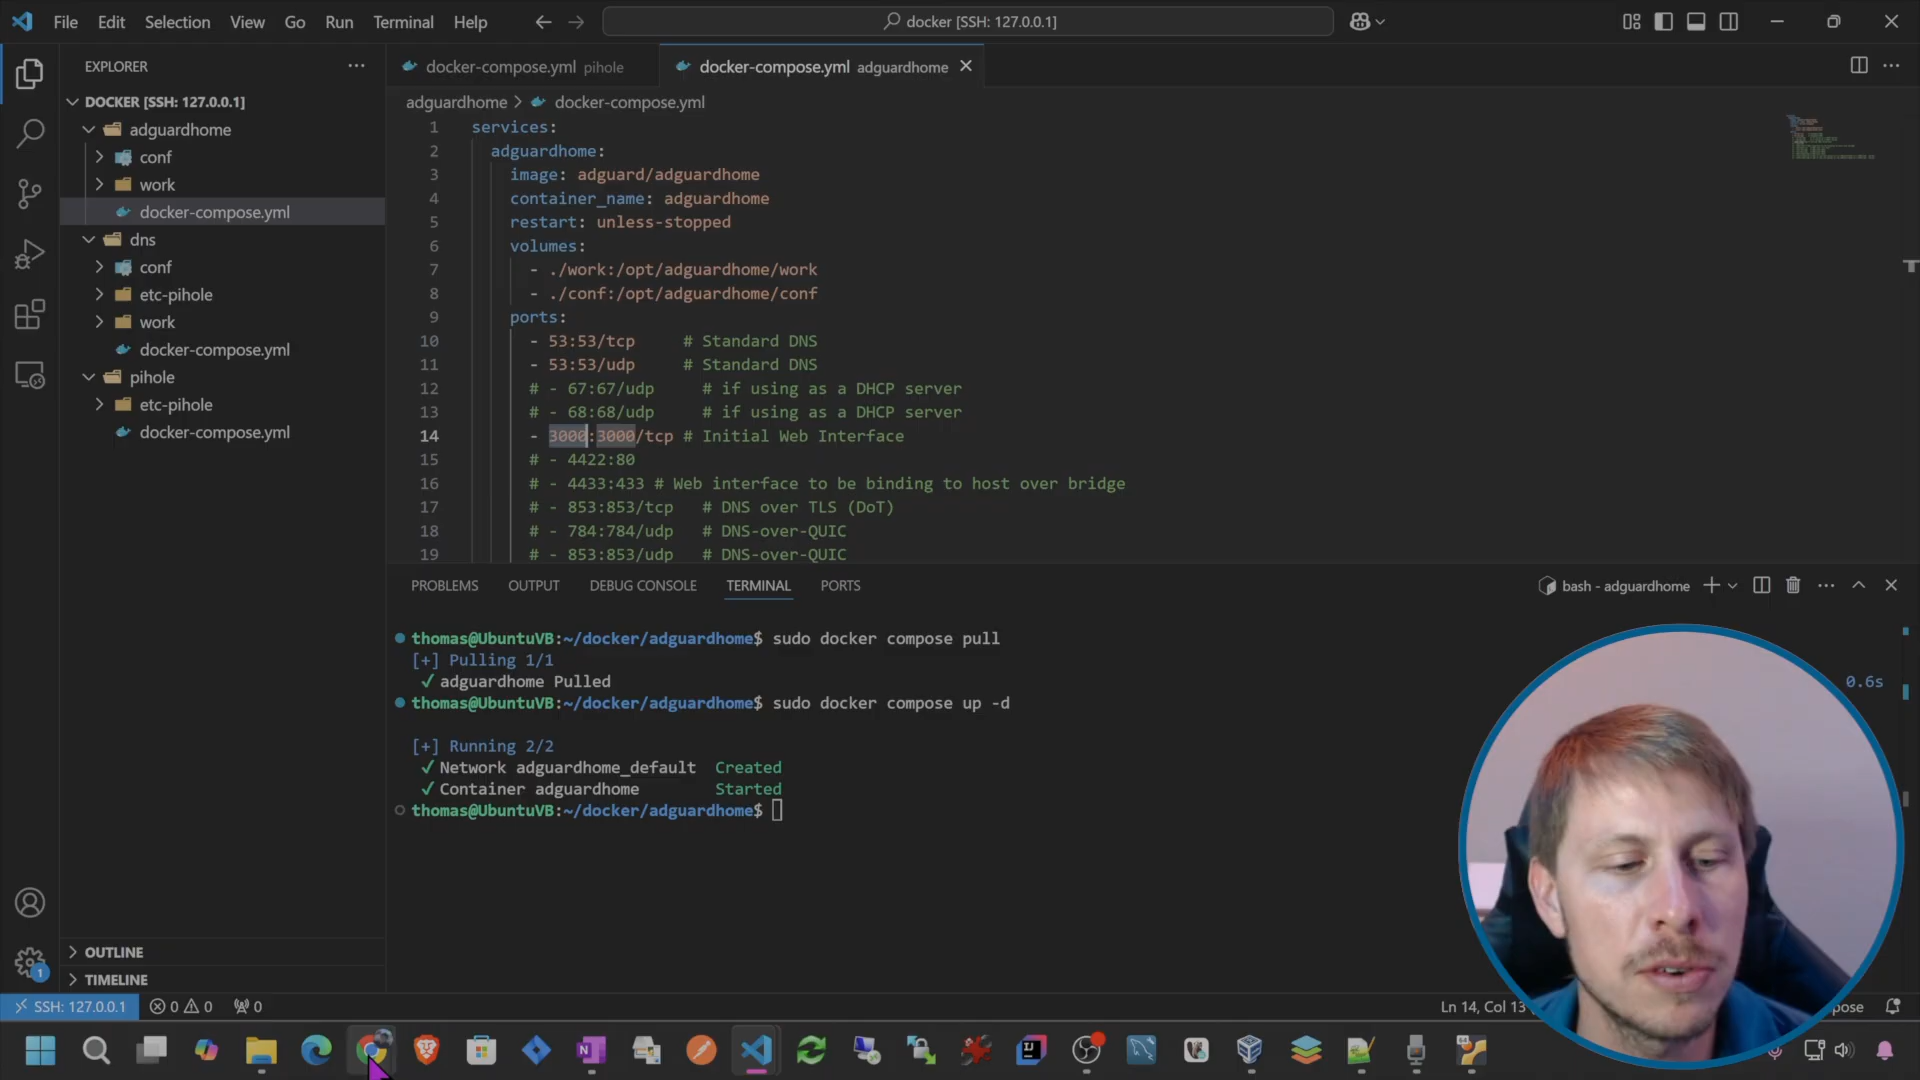 File Edit Selection View Go Run Terminal Help
docker [SSH: 127.0.0.1]
EXPLORER
DOCKER [SSH: 127.0.0.1]
adguardhome
conf
work
docker-compose.yml
dns
conf
etc-pihole
work
docker-compose.yml
pihole
etc-pihole
docker-compose.yml
OUTLINE
TIMELINE
docker-compose.yml pihole
docker-compose.yml adguardhome
adguardhome > docker-compose.yml
1 services:
2 adguardhome:
3 image: adguard/adguardhome
4 container_name: adguardhome
5 restart: unless-stopped
6 volumes:
7 - ./work:/opt/adguardhome/work
8 - ./conf:/opt/adguardhome/conf
9 ports:
10 - 53:53/tcp # Standard DNS
11 - 53:53/udp # Standard DNS
12 # - 67:67/udp # if using as a DHCP server
13 # - 68:68/udp # if using as a DHCP server
14 - 3000:3000/tcp # Initial Web Interface
15 # - 4422:80
16 # - 4433:433 # Web interface to be binding to host over bridge
17 # - 853:853/tcp # DNS over TLS (DoT)
18 # - 784:784/udp # DNS-over-QUIC
19 # - 853:853/udp # DNS-over-QUIC
PROBLEMS OUTPUT DEBUG CONSOLE TERMINAL PORTS
bash - adguardhome
thomas@UbuntuVB:~/docker/adguardhome$ sudo docker compose pull
[+] Pulling 1/1
✓ adguardhome Pulled 0.6s
thomas@UbuntuVB:~/docker/adguardhome$ sudo docker compose up -d
[+] Running 2/2
✓ Network adguardhome_default Created
✓ Container adguardhome Started
thomas@UbuntuVB:~/docker/adguardhome$
1
SSH: 127.0.0.1 0 0 0
Ln 14, Col 13